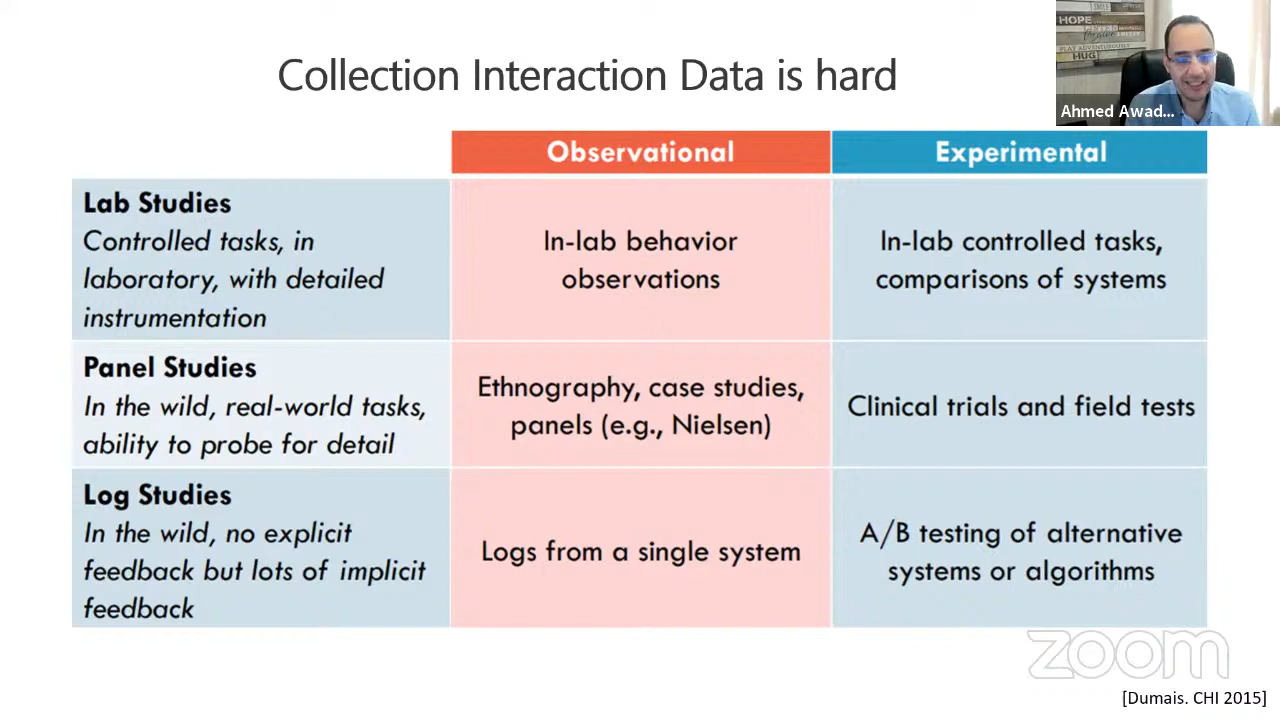 Collection Interaction Data is hard
HOPE
PLAY ADVENTUROUSLY
HUG
Ahmed Awad...
Observational
Experimental
Lab Studies
Controlled tasks, in
laboratory, with detailed
instrumentation
In-lab behavior
observations
In-lab controlled tasks,
comparisons of systems
Panel Studies
In the wild, real-world tasks,
ability to probe for detail
Ethnography, case studies,
panels (e.g., Nielsen)
Clinical trials and field tests
Log Studies
In the wild, no explicit
feedback but lots of implicit
feedback
Logs from a single system
A/B testing of alternative
systems or algorithms
zoom
[Dumais. CHI 2015]